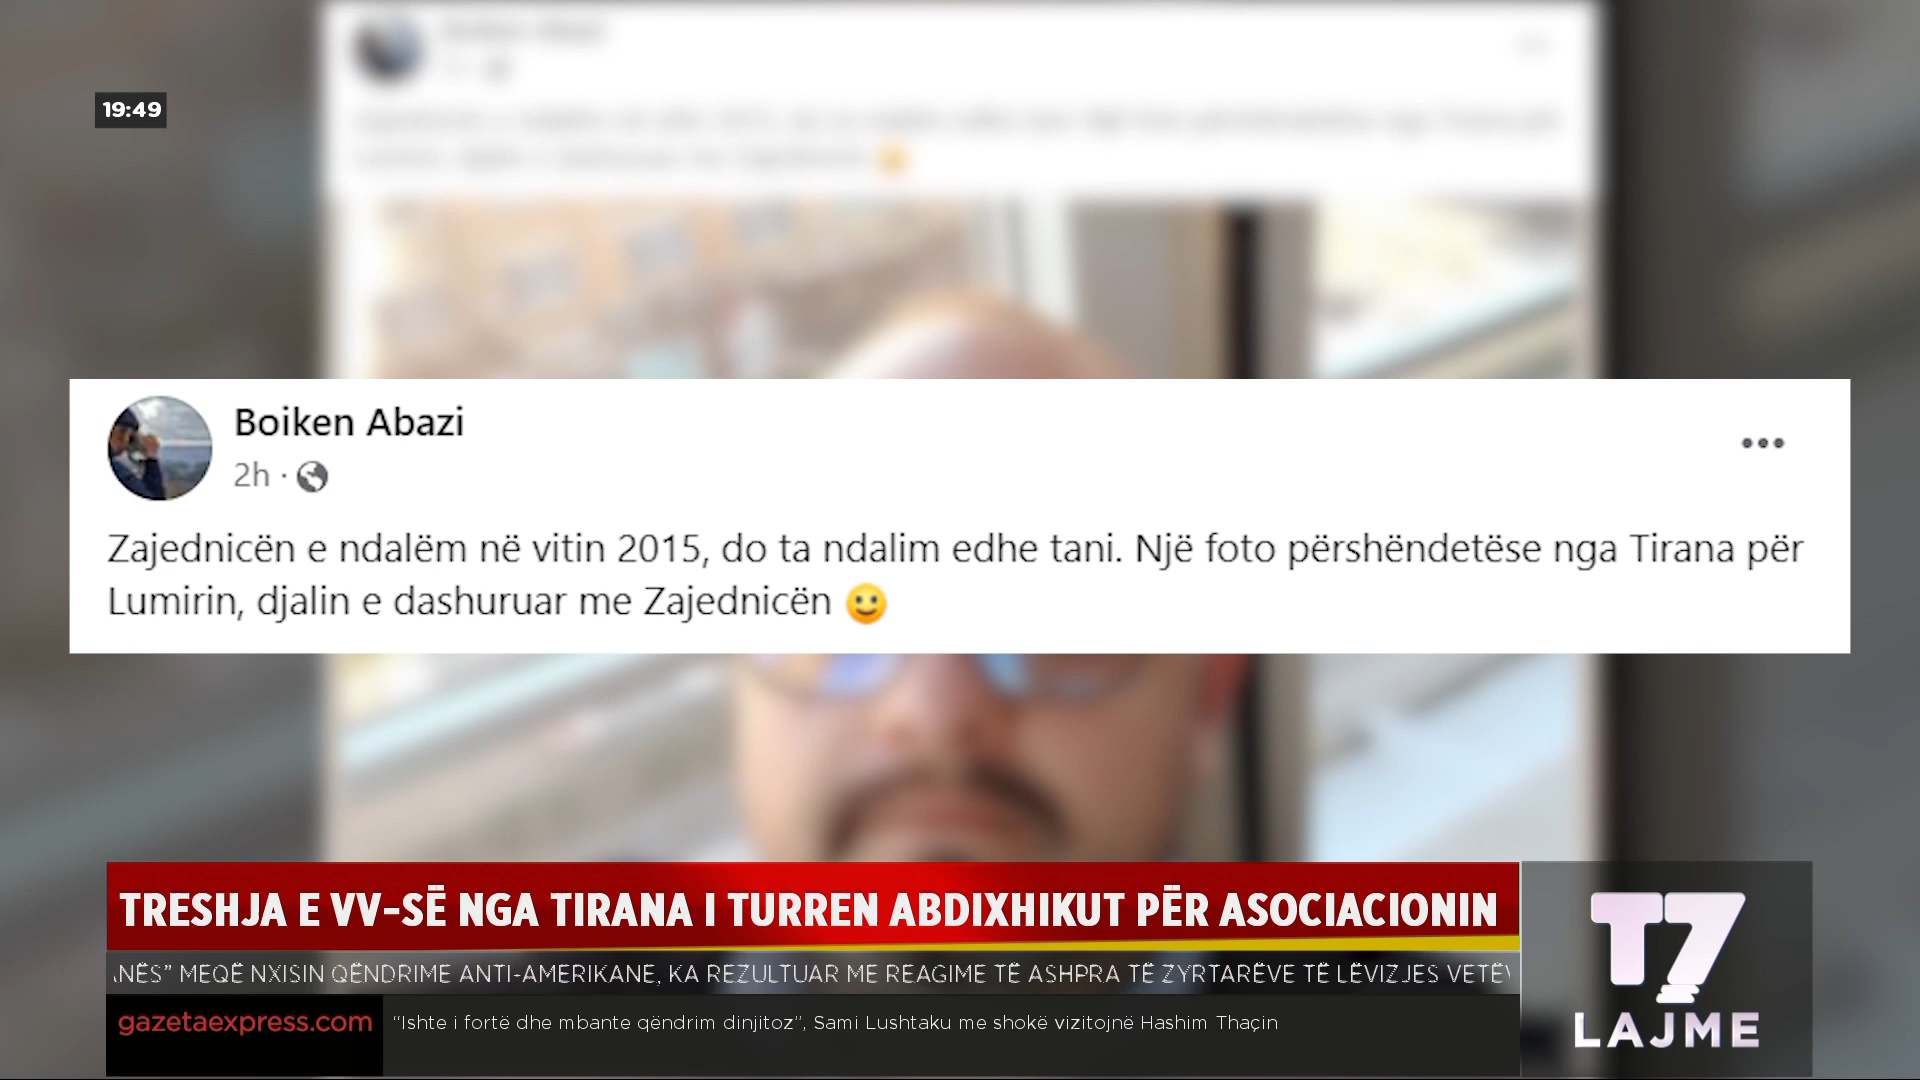 19:49
Boiken Abazi
2h ·
Zajednicën e ndalëm në vitin 2015, do ta ndalim edhe tani. Një foto përshëndetëse nga Tirana për
Lumirin, djalin e dashuruar me Zajednicën 🙂
TRESHJA E VV-SË NGA TIRANA I TURREN ABDIXHIKUT PËR ASOCIACIONIN
NËS” MEQË NXISIN QËNDRIME ANTI-AMERIKANE, KA REZULTUAR ME REAGIME TË ASHPRA TË ZYRTARËVE TË LËVIZJES
gazetaexpress.com
“Ishte i fortë dhe mbante qëndrim dinjitoz”, Sami Lushtaku me shokë vizitojnë Hashim Thaçin
T7
LAJME